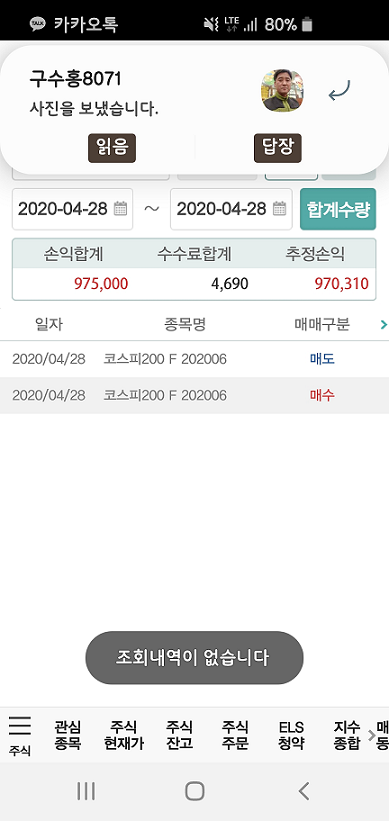 카카오톡 LTE 80%
구수홍8071
사진을 보냈습니다.
읽음 답장
2020-04-28 ~ 2020-04-28 합계수량
손익합계 수수료합계 추정손익
975,000 4,690 970,310
일자 종목명 매매구분
2020/04/28 코스피200 F 202006 매도
2020/04/28 코스피200 F 202006 매수
조회내역이 없습니다
주식 관심 주식 주식 주식 ELS 지수 매
종목 현재가 잔고 주문 청약 종합 동